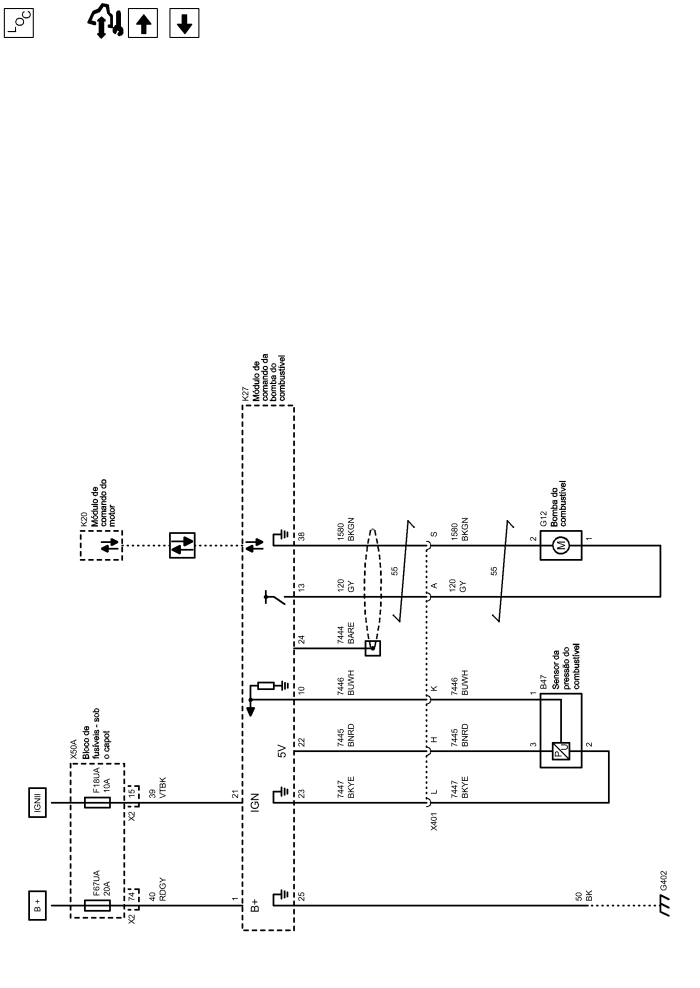 LOC
K27
Módulo de
comando da
bomba do
combustível
K20
Módulo de
comando do
motor
X50A
Bloco de
fusíveis - sob
o capot
IGNII
F18UA
10A
15
X2
39
VTBK
21
IGN
B +
F67UA
20A
74
X2
40
RDGY
1
B+
38
1580
BKGN
S
1580
BKGN
2
G12
Bomba do
combustível
M
1
13
120
GY
55
A
120
GY
55
24
7444
BARE
10
7446
BUWH
K
7446
BUWH
1
B47
Sensor da
pressão do
combustível
5V
22
7445
BNRD
H
7445
BNRD
3
P
U
2
23
7447
BKYE
L
X401
7447
BKYE
25
50
BK
G402